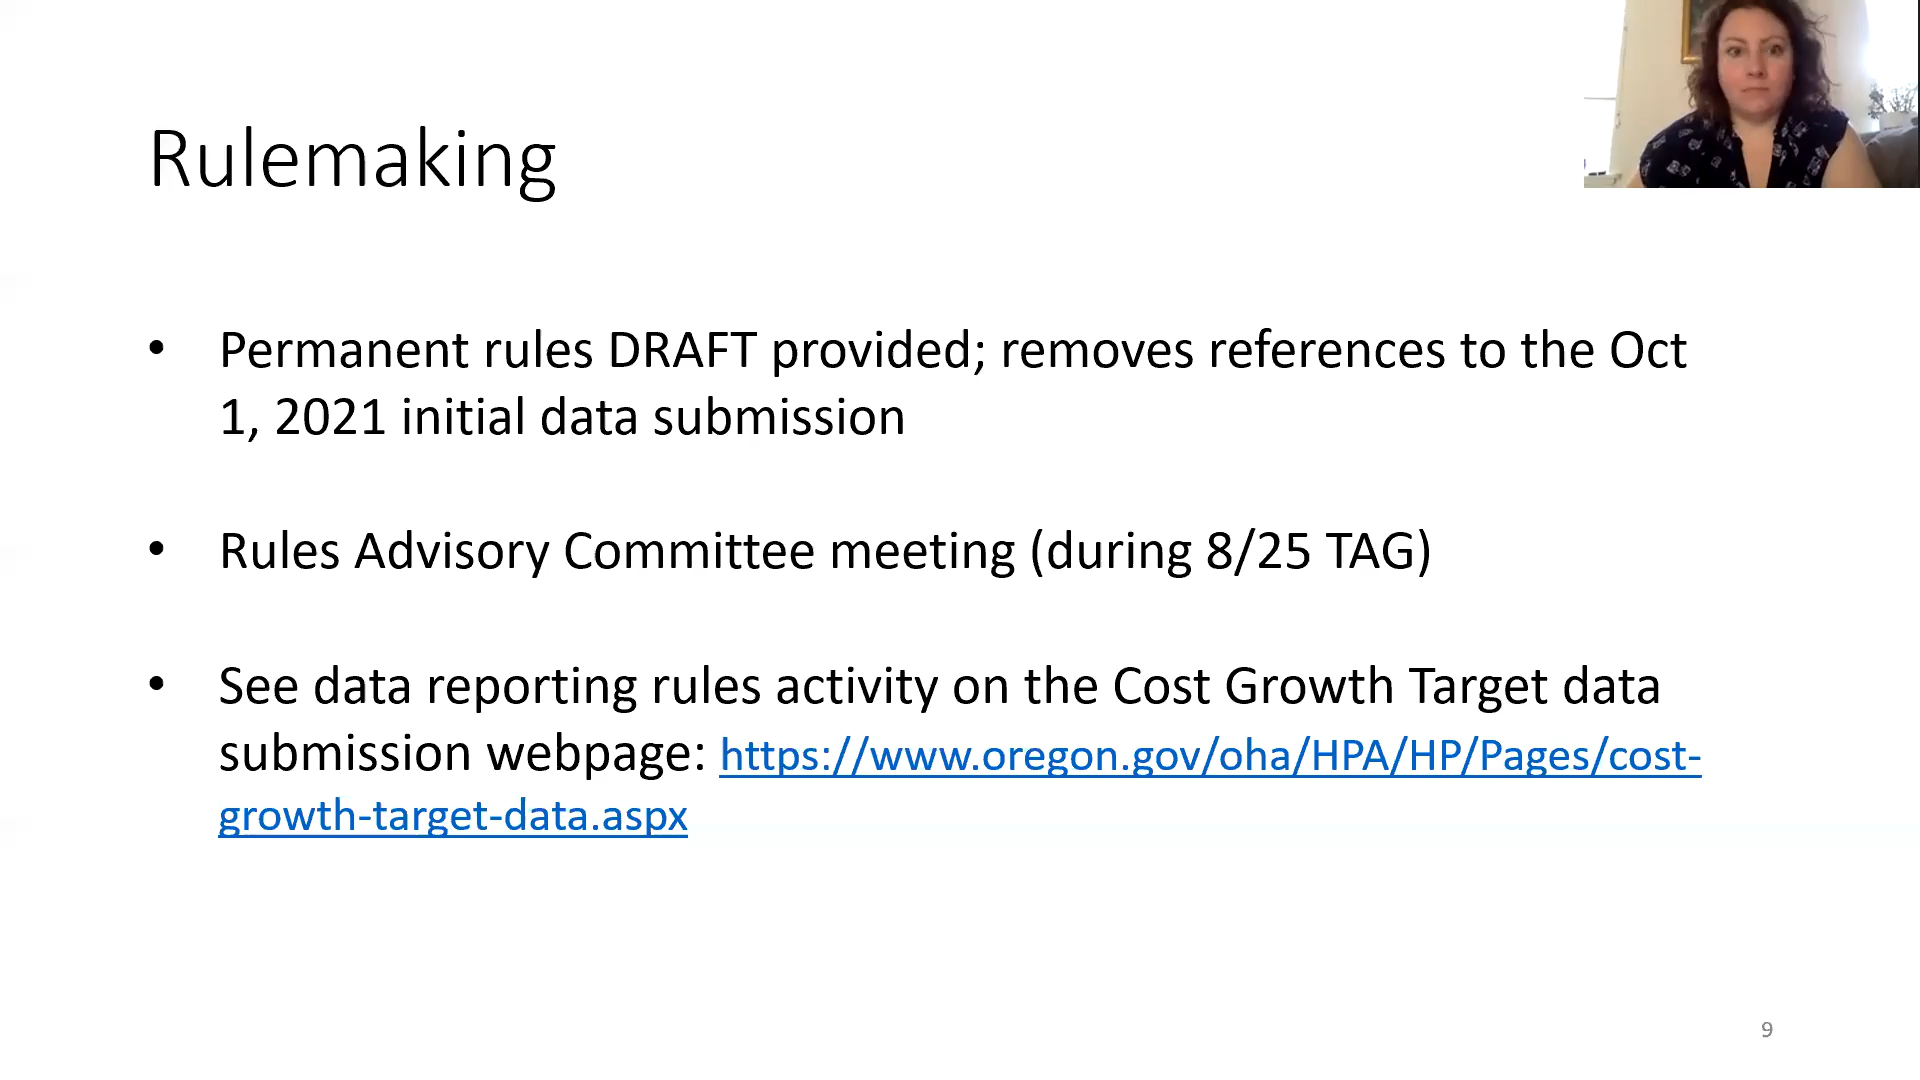 Rulemaking
• Permanent rules DRAFT provided; removes references to the Oct
1, 2021 initial data submission
• Rules Advisory Committee meeting (during 8/25 TAG)
• See data reporting rules activity on the Cost Growth Target data
submission webpage: https://www.oregon.gov/oha/HPA/HP/Pages/cost-
growth-target-data.aspx
9